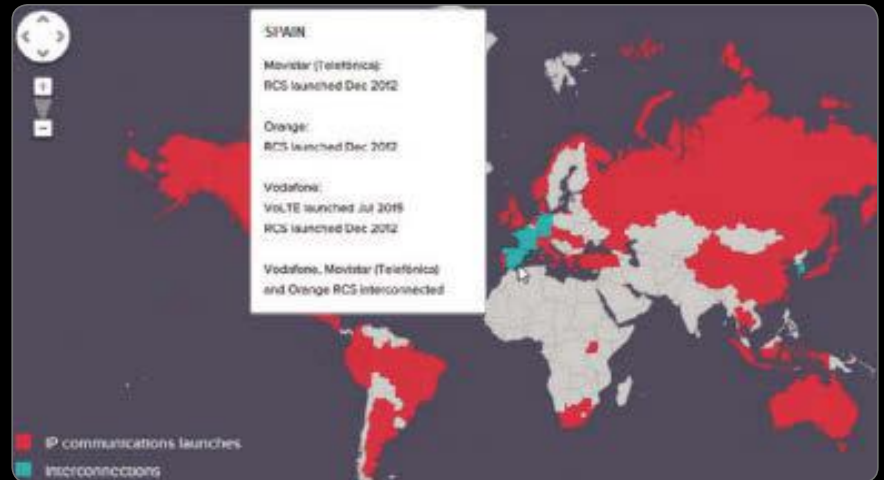 SPAIN
Movistar (Telefónica):
RCS launched Dec 2012
Orange:
RCS launched Dec 2012
Vodafone:
VoLTE launched Jul 2015
RCS launched Dec 2012
Vodafone, Movistar (Telefónica)
and Orange RCS interconnected
IP communications launches
Interconnections